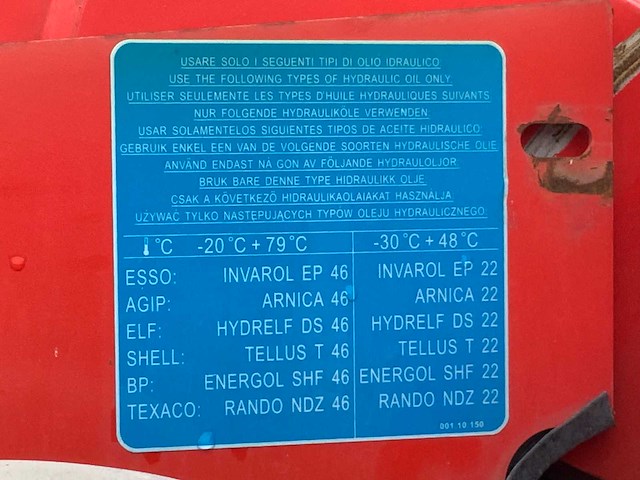 USARE SOLO I SEGUENTI TIPI DI OLIO IDRAULICO
USE THE FOLLOWING TYPES OF HYDRAULIC OIL ONLY
UTILISER SEULEMENTE LES TYPES D'HUILE HYDRAULIQUES SUIVANTS
NUR FOLGENDE HYDRAULIKÖLE VERWENDEN
USAR SOLAMENTELOS SIGUIENTES TIPOS DE ACEITE HIDRAULICO
GEBRUIK ENKEL EEN VAN DE VOLGENDE SOORTEN HYDRAULISCHE OLIE
ANVÄND ENDAST NÅ GON AV FÖLJANDE HYDRAULOLJOR
BRUK BARE DENNE TYPE HIDRAULIKK OLJE
CSAK A KÖVETKEZŐ HIDRAULIKAOLAIAKAT HASZNÁLJA
UŻYWAĆ TYLKO NASTĘPUJĄCYCH TYPOW OLEJU HYDRAULICZNEGO
°C -20°C + 79°C -30°C + 48°C
ESSO: INVAROL EP 46 INVAROL EP 22
AGIP: ARNICA 46 ARNICA 22
ELF: HYDRELF DS 46 HYDRELF DS 22
SHELL: TELLUS T 46 TELLUS T 22
BP: ENERGOL SHF 46 ENERGOL SHF 22
TEXACO: RANDO NDZ 46 RANDO NDZ 22
001 10 150